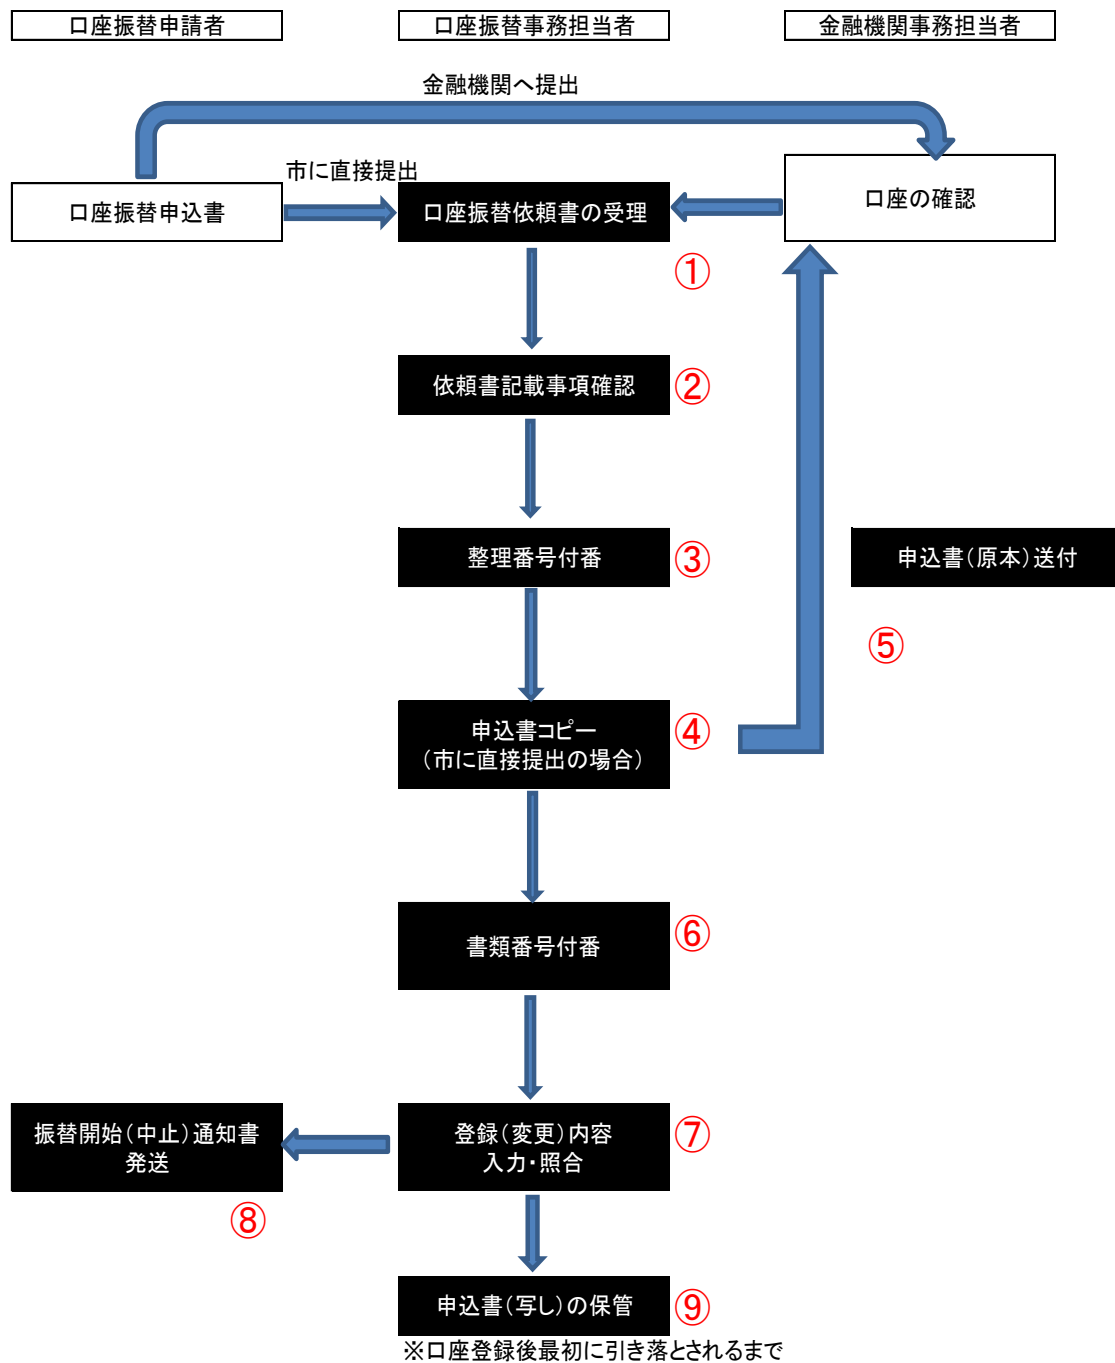 口座振替申請者
口座振替事務担当者
金融機関事務担当者
金融機関へ提出
市に直接提出
口座振替申込書
口座振替依頼書の受理
口座の確認
①
依頼書記載事項確認
②
整理番号付番
③
申込書(原本)送付
⑤
申込書コピー
(市に直接提出の場合)
④
書類番号付番
⑥
登録(変更)内容
入力・照合
⑦
振替開始(中止)通知書
発送
⑧
申込書(写し)の保管
⑨
※口座登録後最初に引き落とされるまで